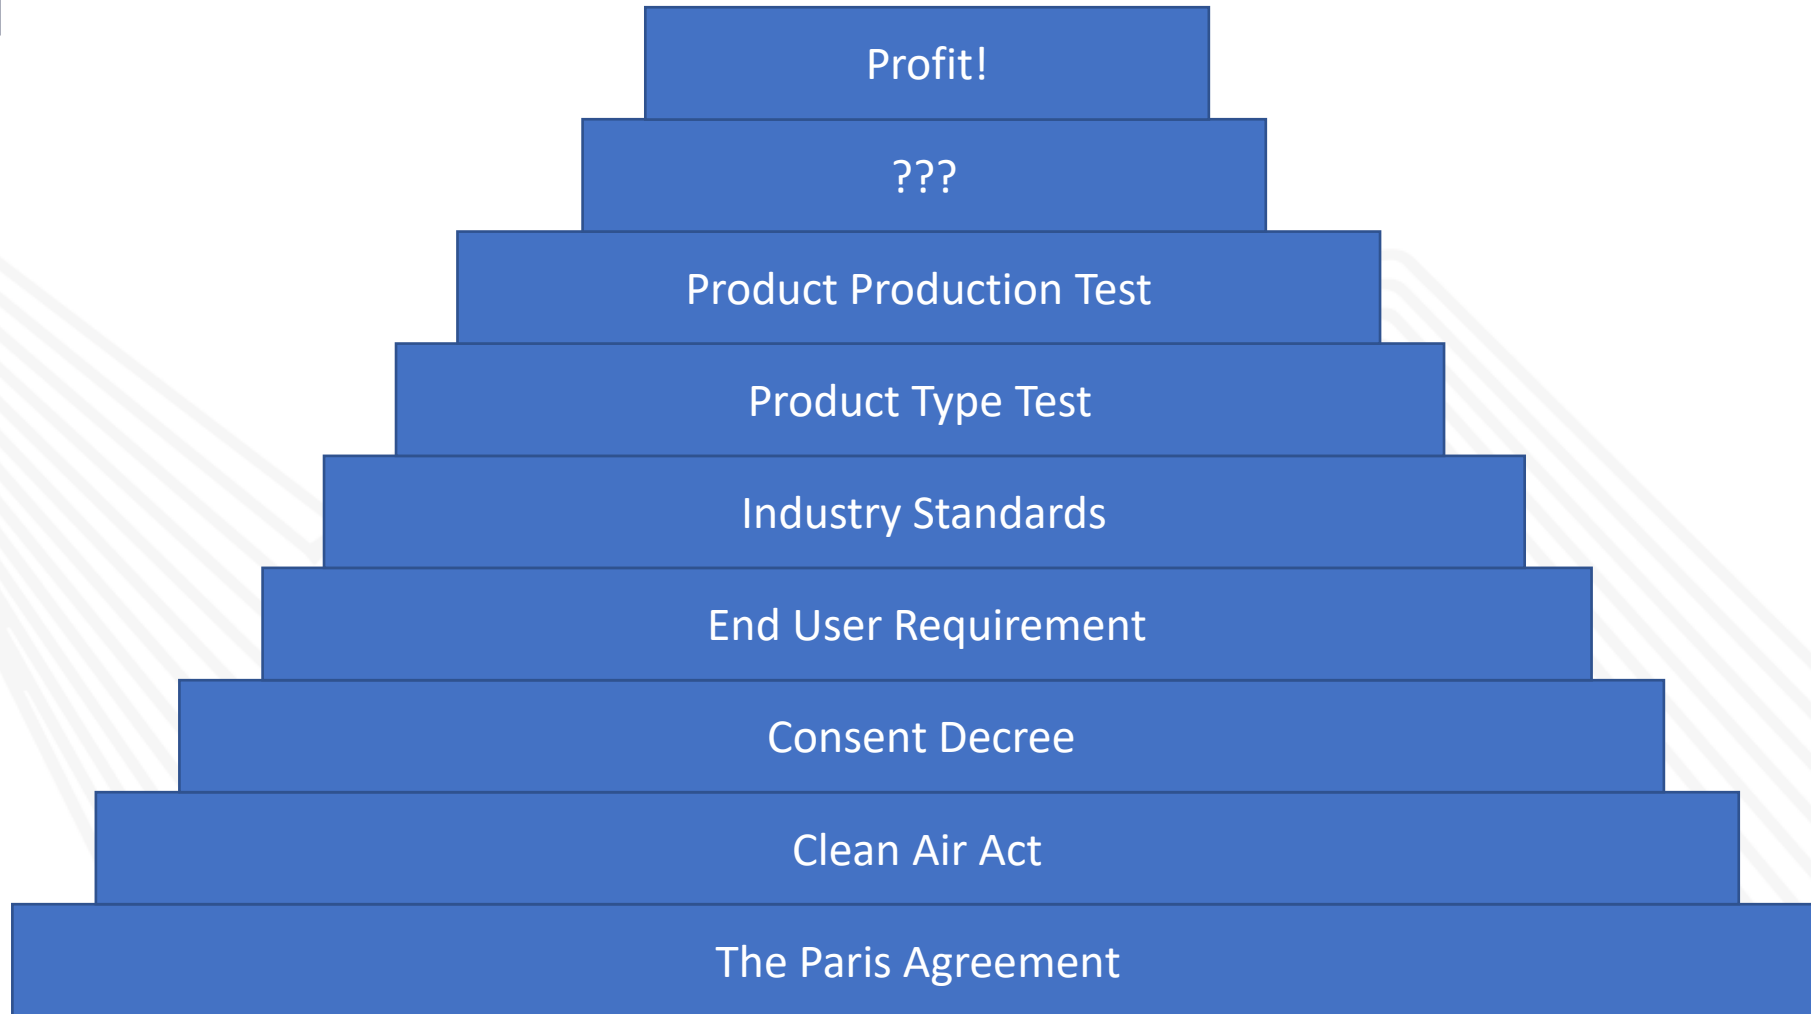 Profit!
???
Product Production Test
Product Type Test
Industry Standards
End User Requirement
Consent Decree
Clean Air Act
The Paris Agreement